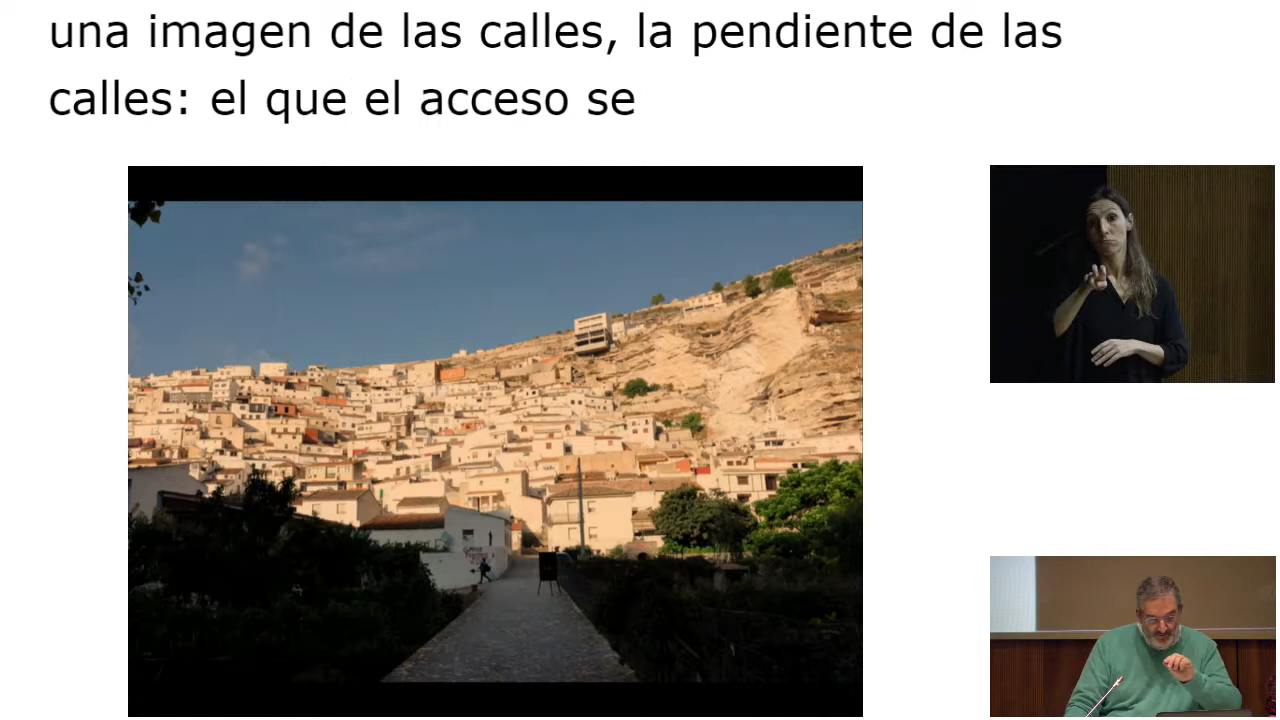 una imagen de las calles, la pendiente de las
calles: el que el acceso se